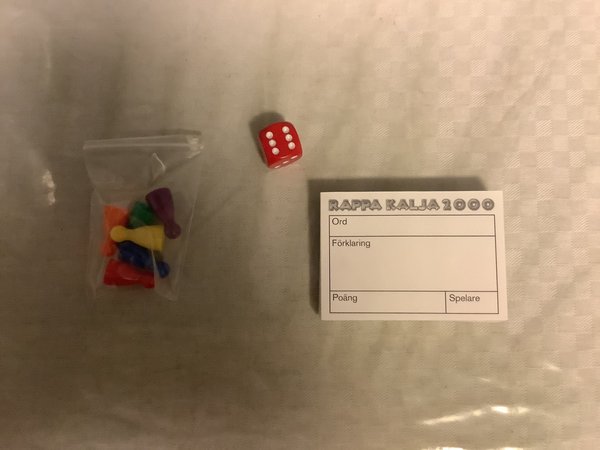 RAPPA KALJA 2000
Ord
Förklaring
Poäng Spelare